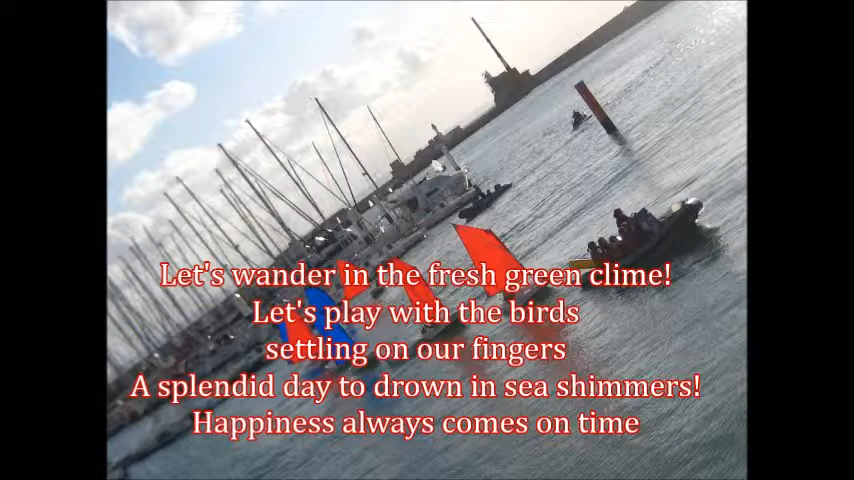 Let's wander in the fresh green clime!
Let's play with the birds
settling on our fingers
A splendid day to drown in sea shimmers!
Happiness always comes on time